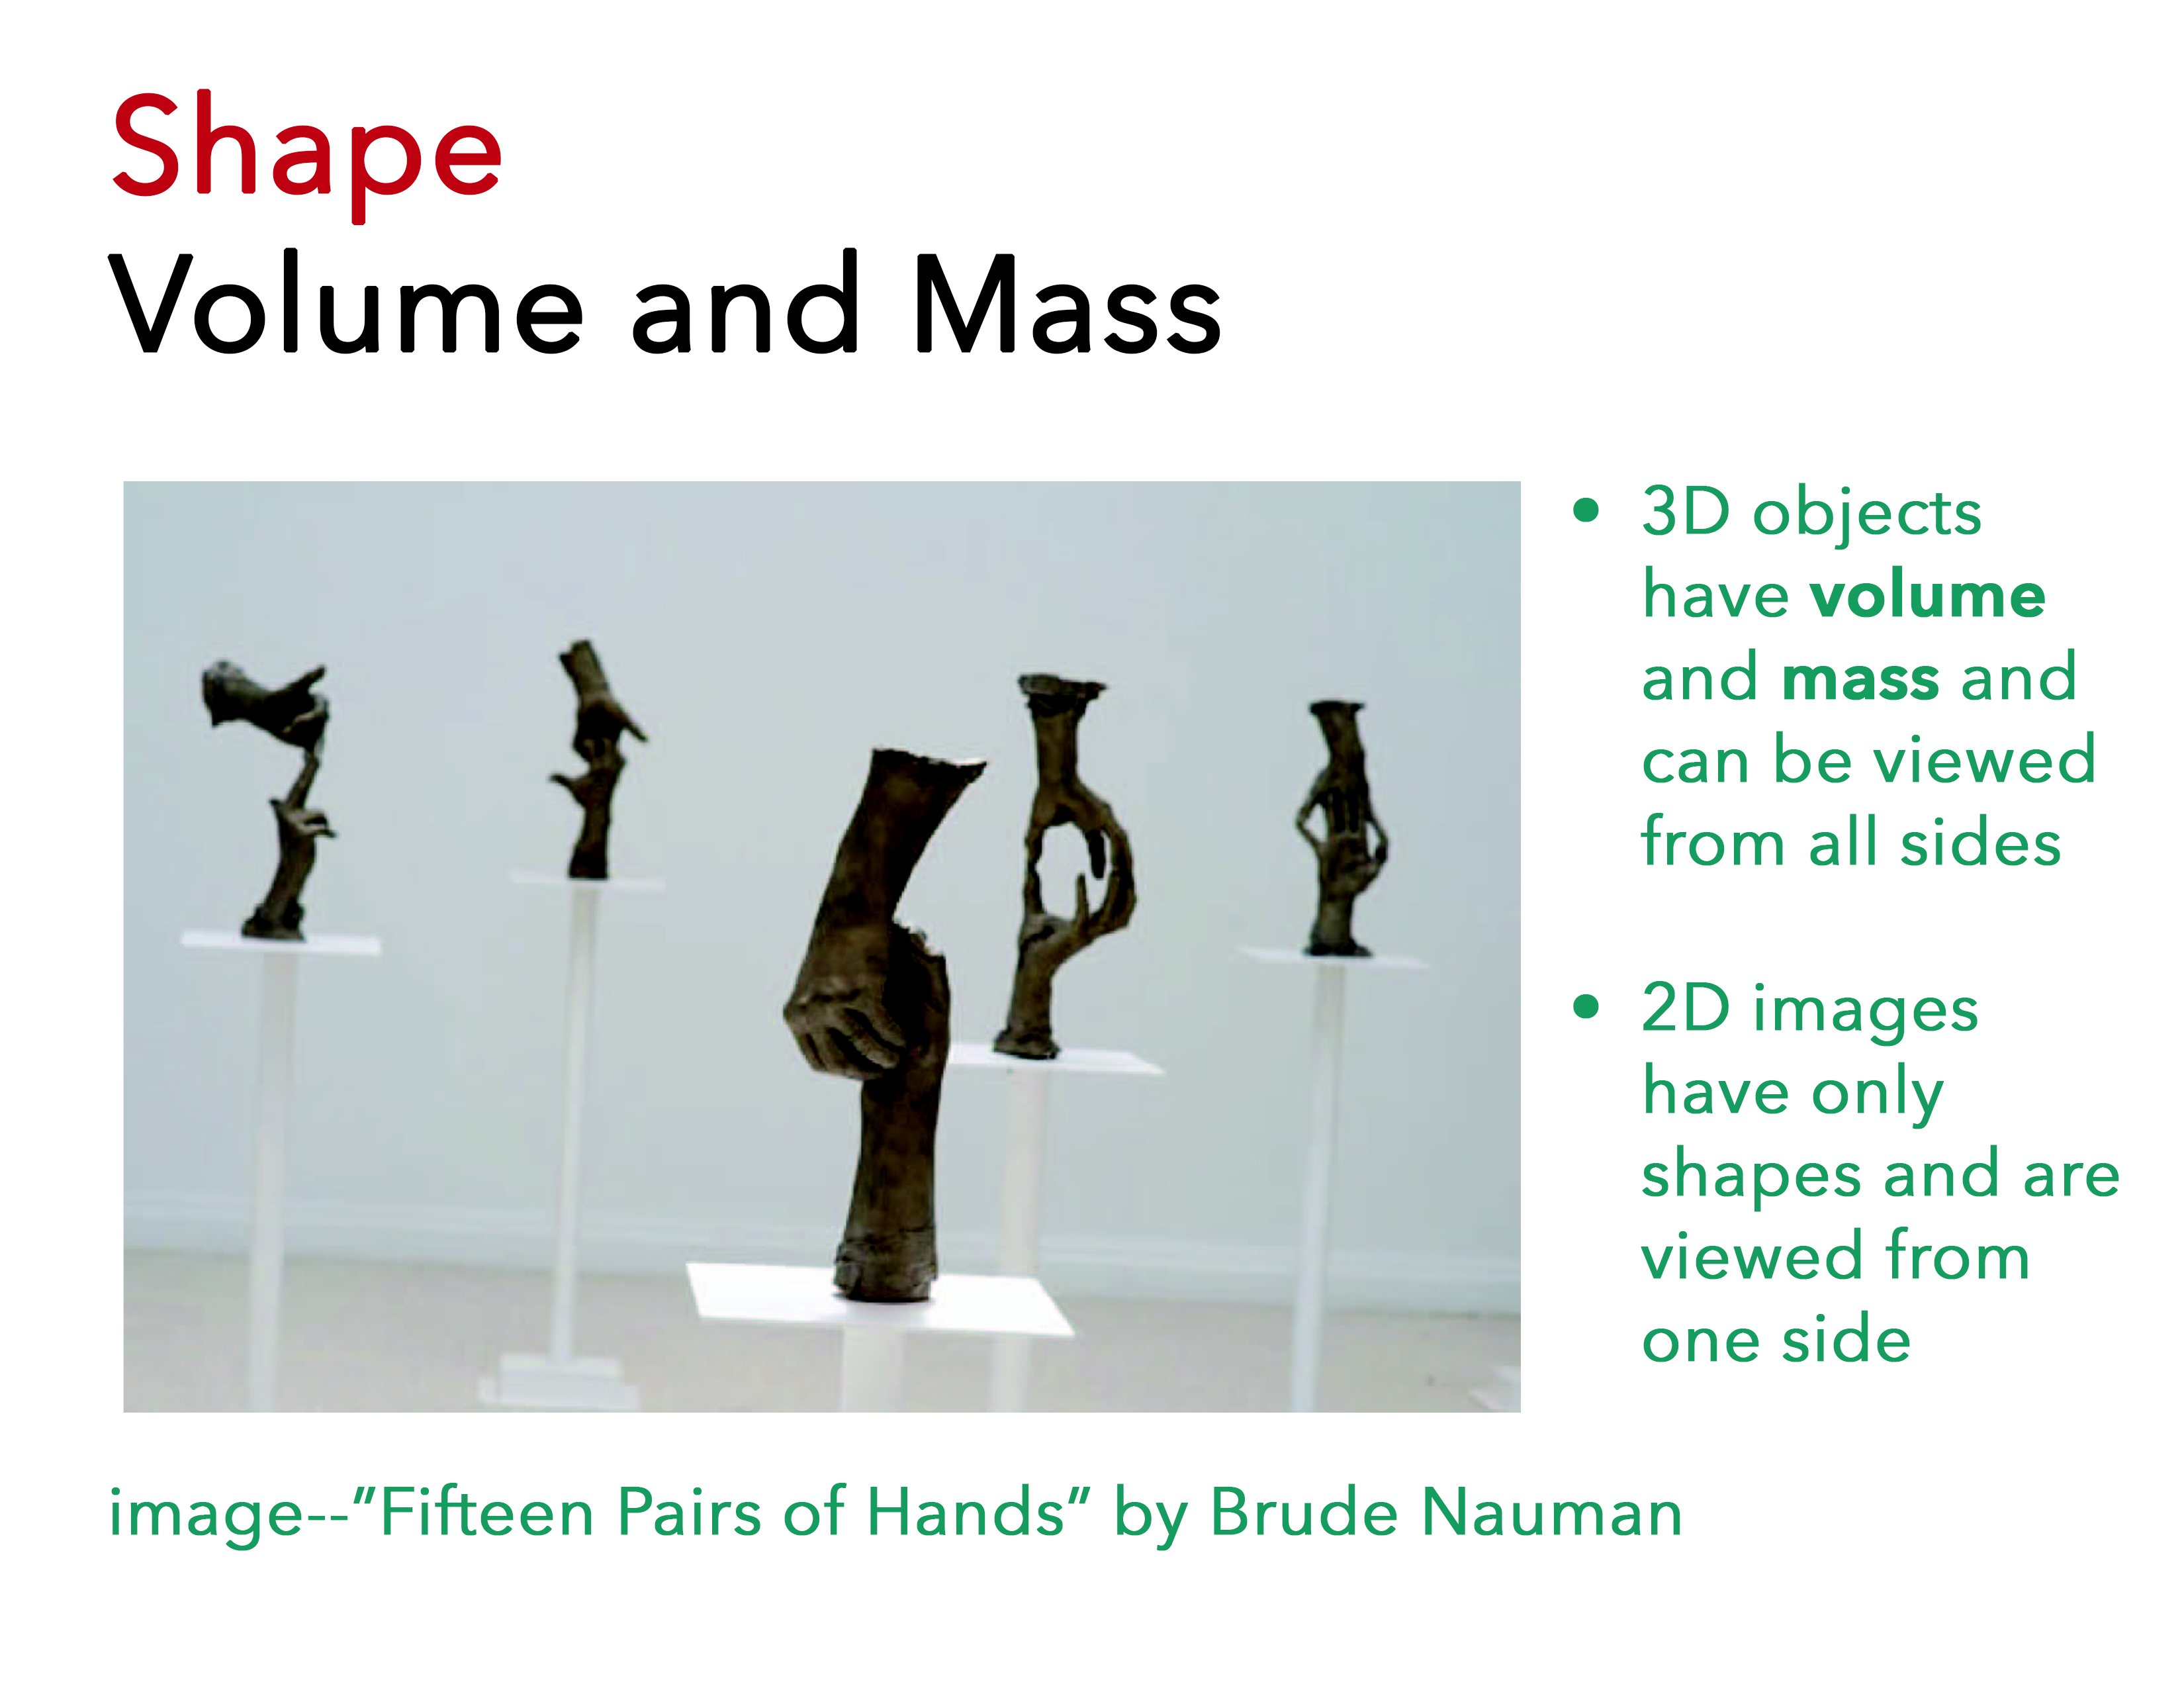 Shape
Volume and Mass
• 3D objects
have volume
and mass and
can be viewed
from all sides
• 2D images
have only
shapes and are
viewed from
one side
image--"Fifteen Pairs of Hands" by Brude Nauman